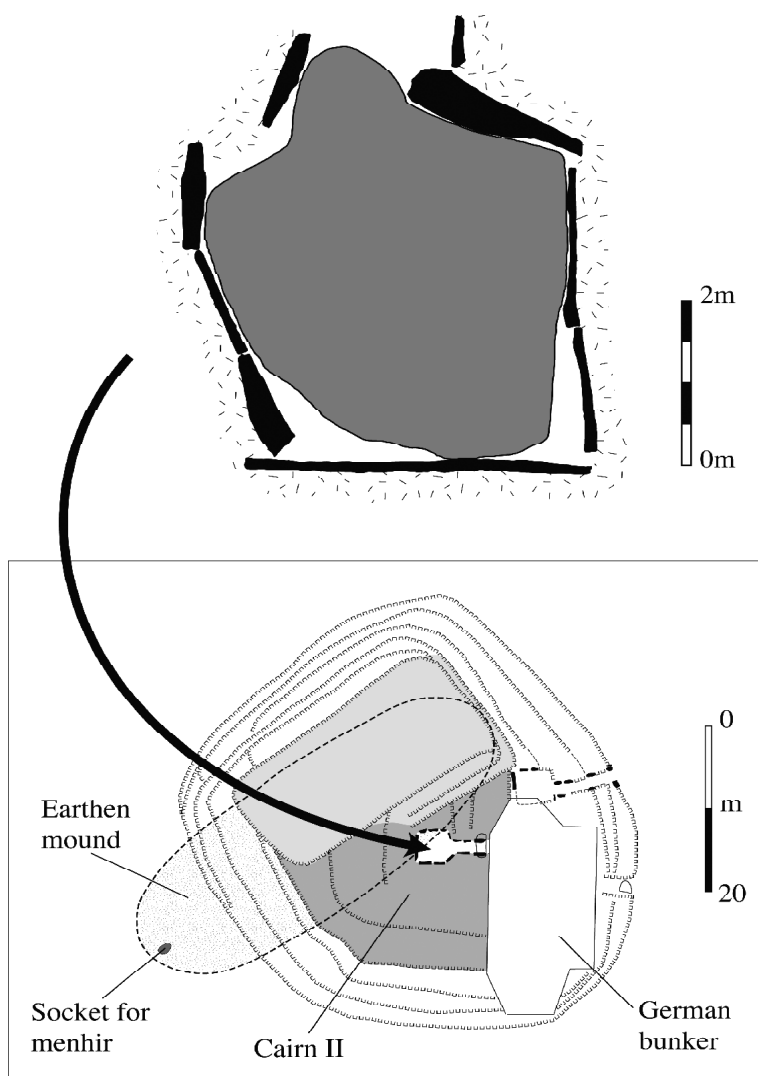 2m
0m
0
m
20
Earthen
mound
Socket for
menhir
Cairn II
German
bunker